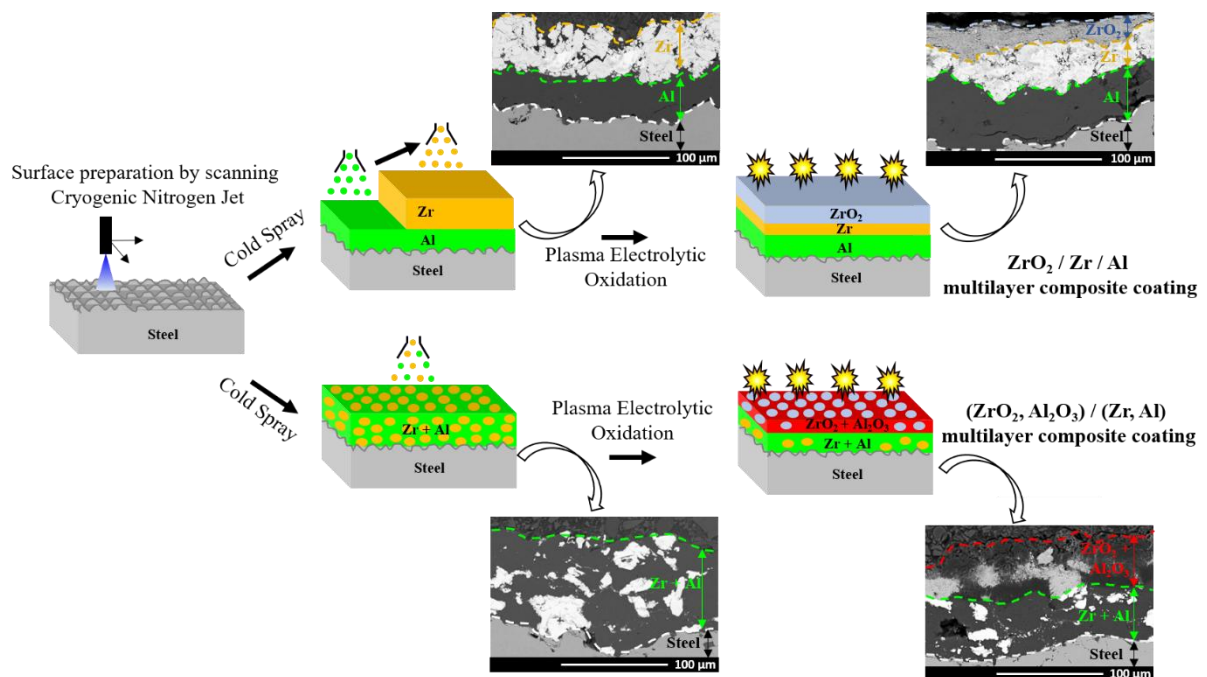 Surface preparation by scanning
Cryogenic Nitrogen Jet
Steel
Cold Spray
Zr
Al
Steel
Zr
Al
Steel
100 µm
Plasma Electrolytic
Oxidation
ZrO₂
Zr
Al
Steel
ZrO₂
Zr
Al
Steel
100 µm
ZrO₂ / Zr / Al
multilayer composite coating
Cold Spray
Zr + Al
Steel
Zr + Al
Steel
100 µm
Plasma Electrolytic
Oxidation
ZrO₂ + Al₂O₃
Zr + Al
Steel
(ZrO₂, Al₂O₃) / (Zr, Al)
multilayer composite coating
ZrO₂ +
Al₂O₃
Zr + Al
Steel
100 µm